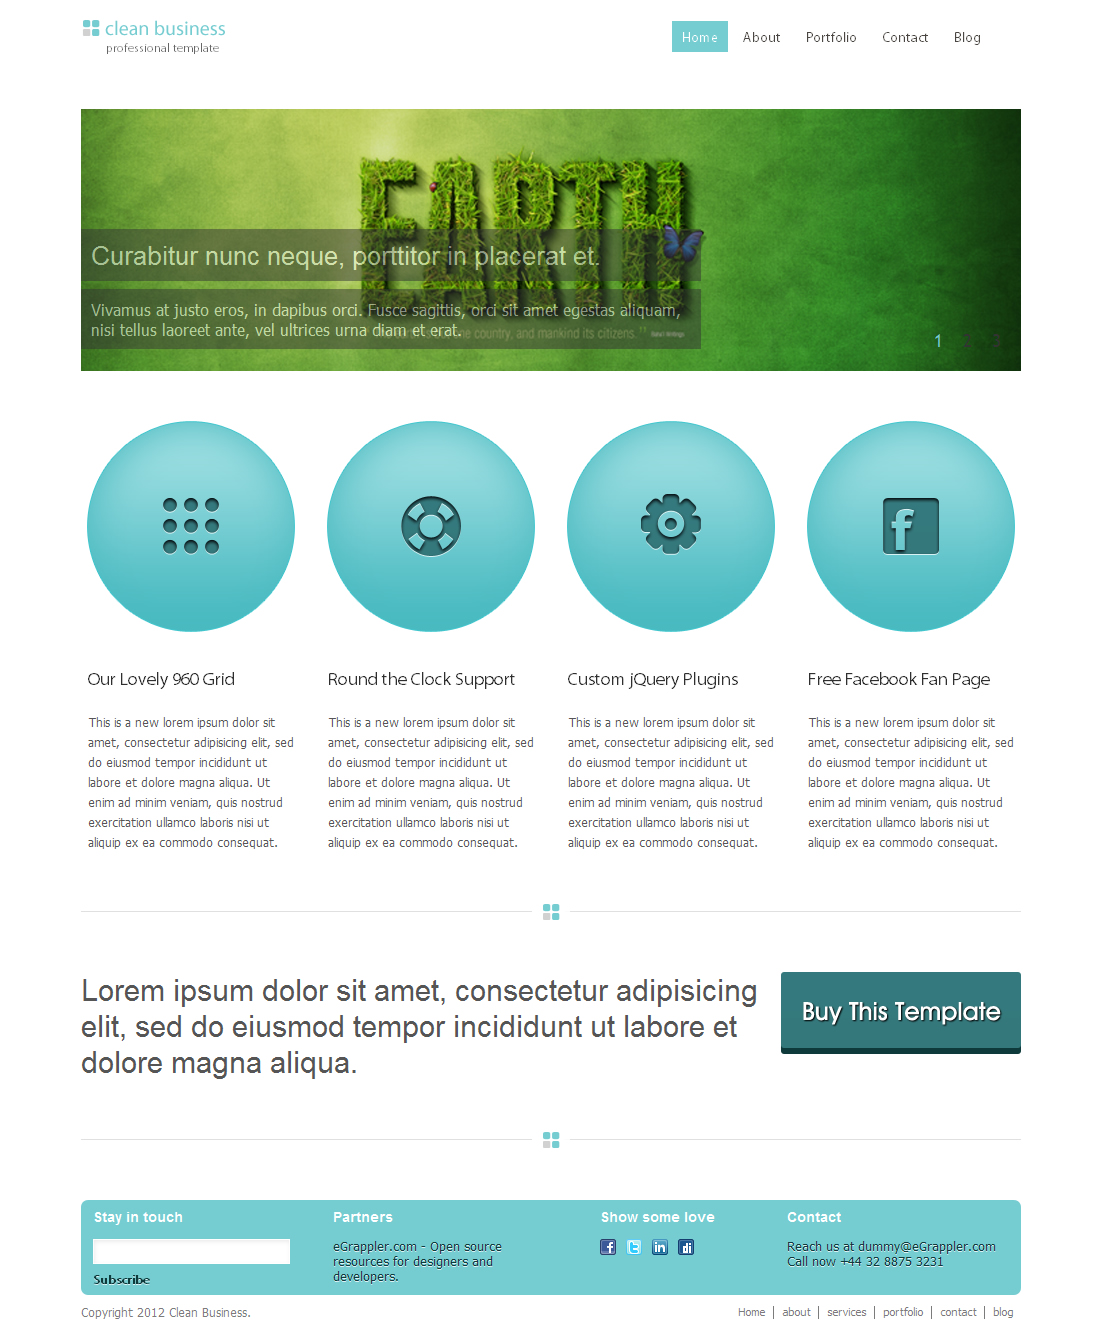 clean business
professional template
Home About Portfolio Contact Blog
EARTH
Curabitur nunc neque, porttitor in placerat et.
Vivamus at justo eros, in dapibus orci. Fusce sagittis, orci sit amet egestas aliquam,
nisi tellus laoreet ante, vel ultrices urna diam et erat.
country, and mankind its citizens."
1 2 3
Our Lovely 960 Grid
This is a new lorem ipsum dolor sit
amet, consectetur adipisicing elit, sed
do eiusmod tempor incididunt ut
labore et dolore magna aliqua. Ut
enim ad minim veniam, quis nostrud
exercitation ullamco laboris nisi ut
aliquip ex ea commodo consequat.
Round the Clock Support
This is a new lorem ipsum dolor sit
amet, consectetur adipisicing elit, sed
do eiusmod tempor incididunt ut
labore et dolore magna aliqua. Ut
enim ad minim veniam, quis nostrud
exercitation ullamco laboris nisi ut
aliquip ex ea commodo consequat.
Custom jQuery Plugins
This is a new lorem ipsum dolor sit
amet, consectetur adipisicing elit, sed
do eiusmod tempor incididunt ut
labore et dolore magna aliqua. Ut
enim ad minim veniam, quis nostrud
exercitation ullamco laboris nisi ut
aliquip ex ea commodo consequat.
Free Facebook Fan Page
This is a new lorem ipsum dolor sit
amet, consectetur adipisicing elit, sed
do eiusmod tempor incididunt ut
labore et dolore magna aliqua. Ut
enim ad minim veniam, quis nostrud
exercitation ullamco laboris nisi ut
aliquip ex ea commodo consequat.
Lorem ipsum dolor sit amet, consectetur adipisicing
elit, sed do eiusmod tempor incididunt ut labore et
dolore magna aliqua.
Buy This Template
Stay in touch
Subscribe
Partners
eGrappler.com - Open source
resources for designers and
developers.
Show some love
Contact
Reach us at dummy@eGrappler.com
Call now +44 32 8875 3231
Copyright 2012 Clean Business.
Home | about | services | portfolio | contact | blog